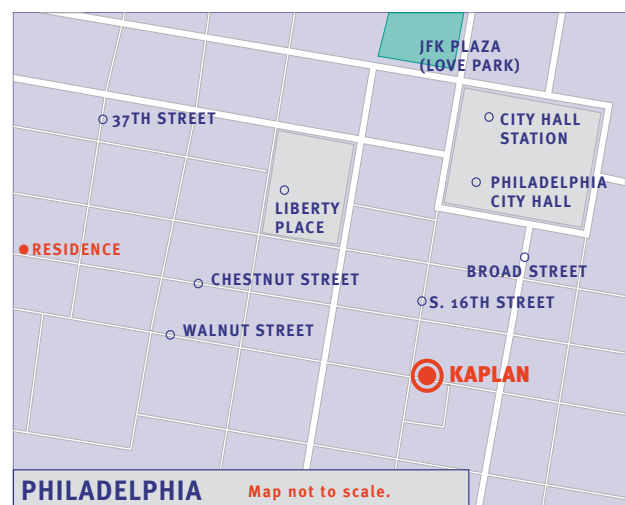 JFK PLAZA
(LOVE PARK)
37TH STREET
CITY HALL
STATION
PHILADELPHIA
CITY HALL
LIBERTY
PLACE
RESIDENCE
BROAD STREET
CHESTNUT STREET
S. 16TH STREET
WALNUT STREET
KAPLAN
PHILADELPHIA
Map not to scale.